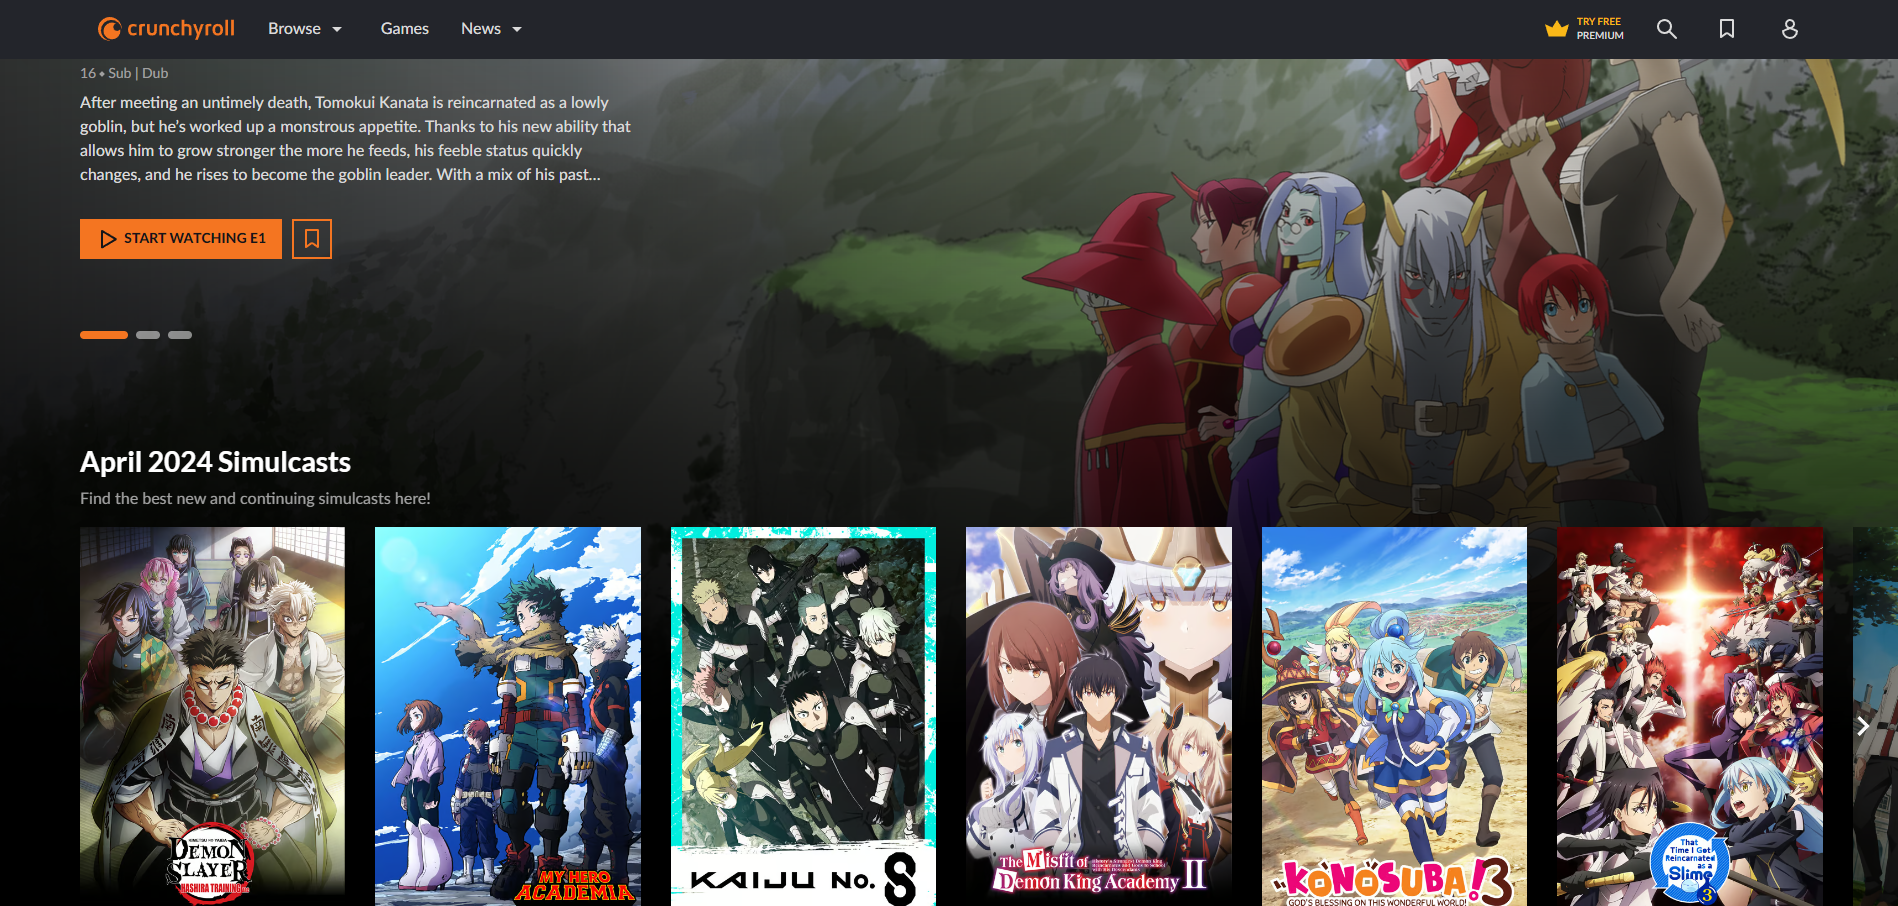 crunchyroll
Browse
Games
News
TRY FREE
PREMIUM
16 ⬥ Sub | Dub
After meeting an untimely death, Tomokui Kanata is reincarnated as a lowly
goblin, but he’s worked up a monstrous appetite. Thanks to his new ability that
allows him to grow stronger the more he feeds, his feeble status quickly
changes, and he rises to become the goblin leader. With a mix of his past...
START WATCHING E1
April 2024 Simulcasts
Find the best new and continuing simulcasts here!
DEMON
SLAYER
HASHIRA TRAINING
MY HERO
ACADEMIA
KAIJU No. 8
The Misfit of
Demon King Academy II
KONOSUBA! 3
GOD'S BLESSING ON THIS WONDERFUL WORLD!
That
Time I Got
Reincarnated
as a
Slime
3